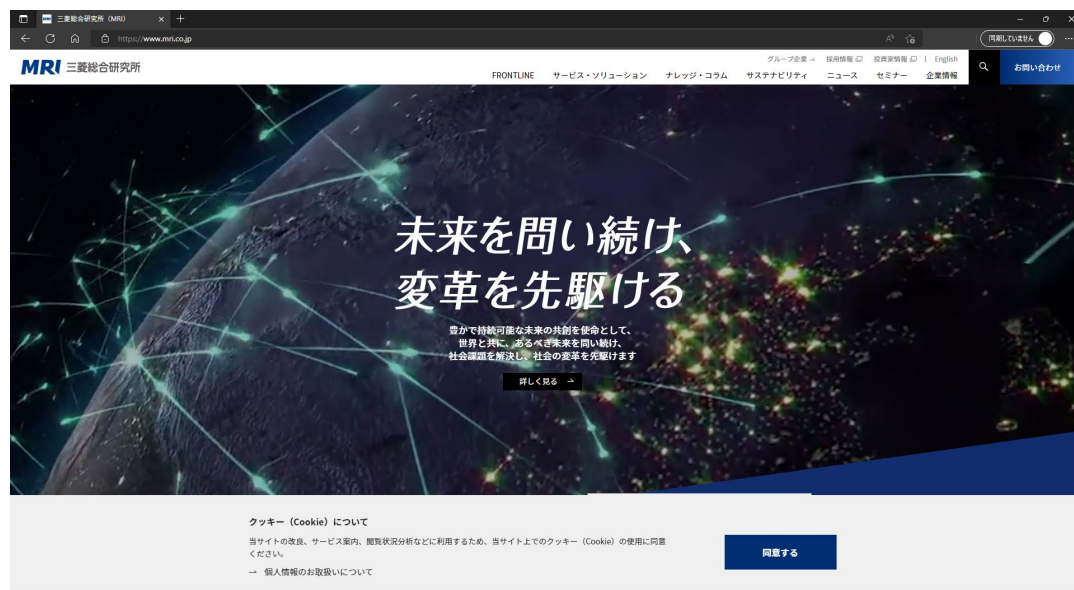 三菱総合研究所（MRI）
https://www.mri.co.jp
同期していません
MRI 三菱総合研究所
グループ企業 採用情報 投資家情報 | English
FRONTLINE サービス・ソリューション ナレッジ・コラム サステナビリティ ニュース セミナー 企業情報
お問い合わせ
未来を問い続け、
変革を先駆ける
豊かで持続可能な未来の共創を使命として、
世界と共に、あるべき未来を問い続け、
社会課題を解決し、社会の変革を先駆けます
詳しく見る
クッキー（Cookie）について
当サイトの改良、サービス案内、閲覧状況分析などに利用するため、当サイト上でのクッキー（Cookie）の使用に同意
ください。
個人情報のお取扱いについて
同意する